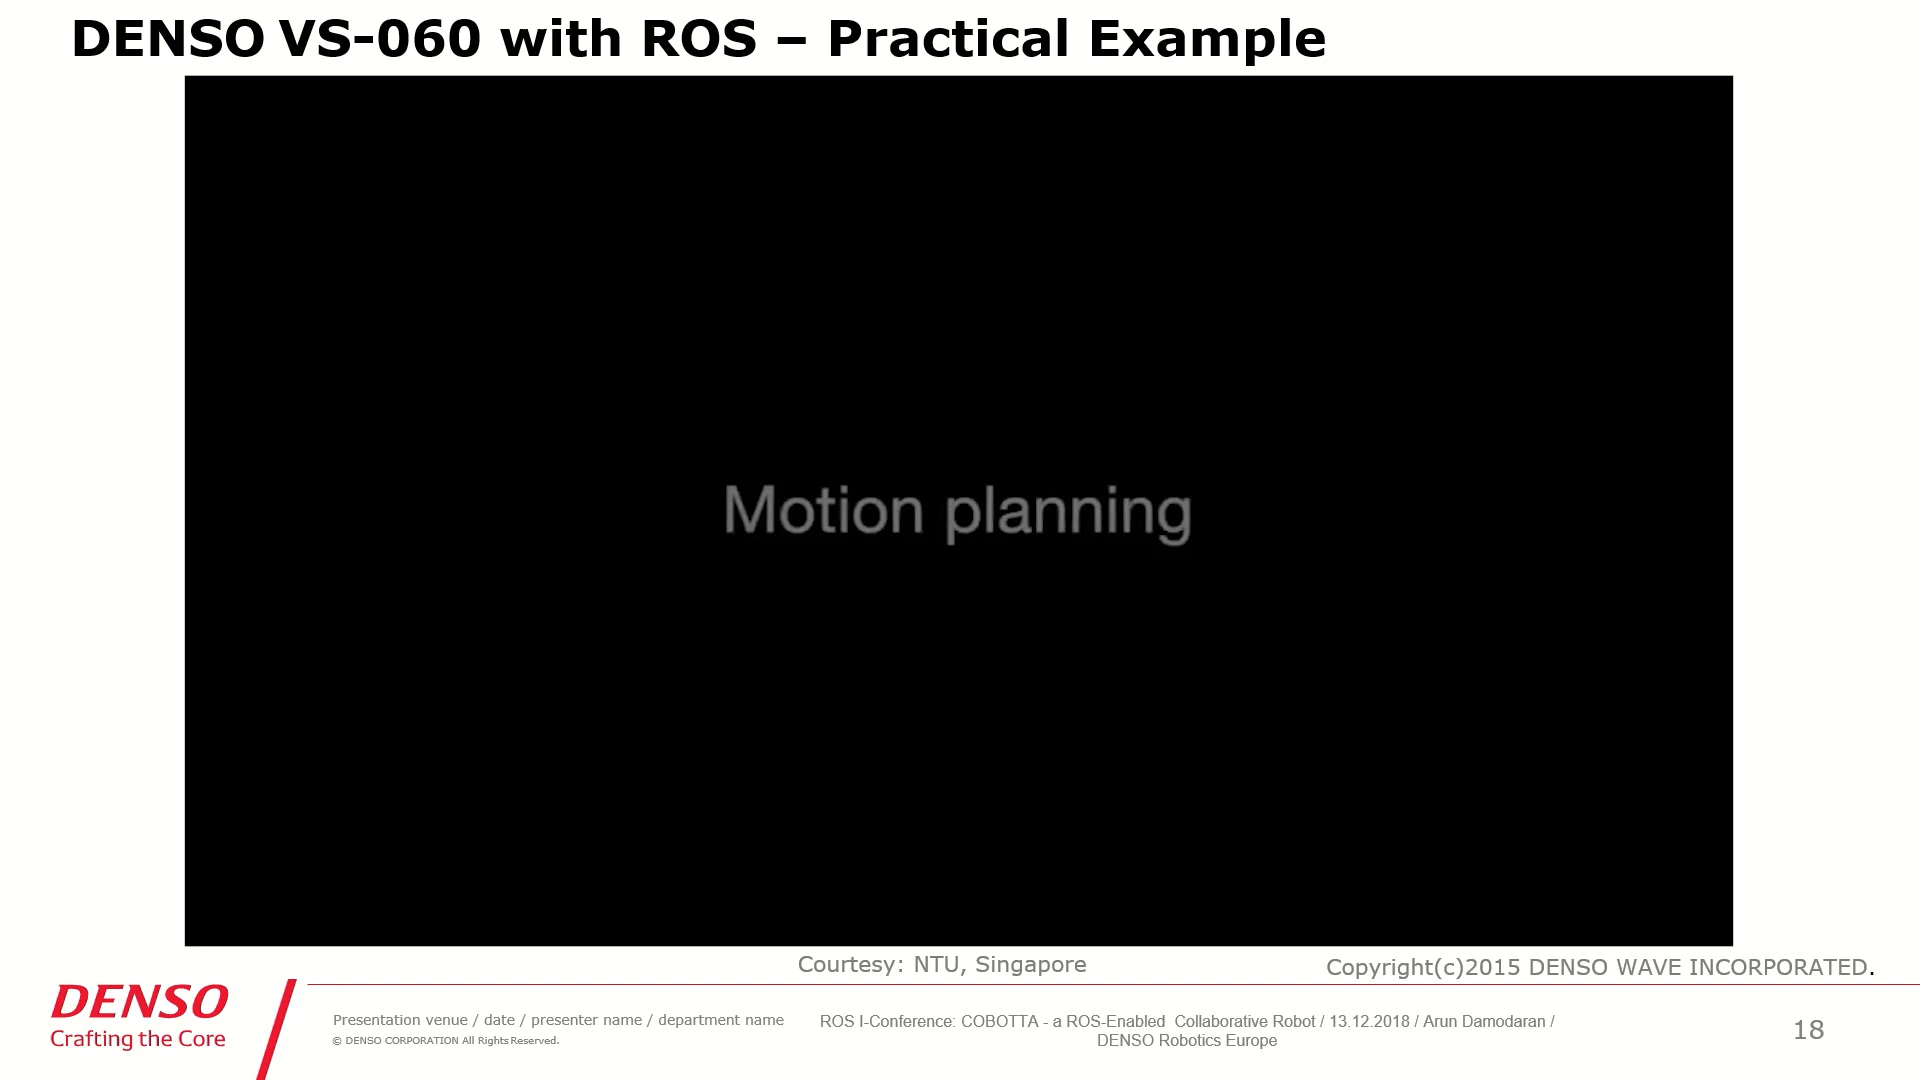 DENSO VS-060 with ROS – Practical Example
Motion planning
Courtesy: NTU, Singapore
Copyright(c)2015 DENSO WAVE INCORPORATED.
DENSO
Crafting the Core
Presentation venue / date / presenter name / department name
© DENSO CORPORATION All Rights Reserved.
ROS I-Conference: COBOTTA - a ROS-Enabled  Collaborative Robot / 13.12.2018 / Arun Damodaran /
DENSO Robotics Europe
18